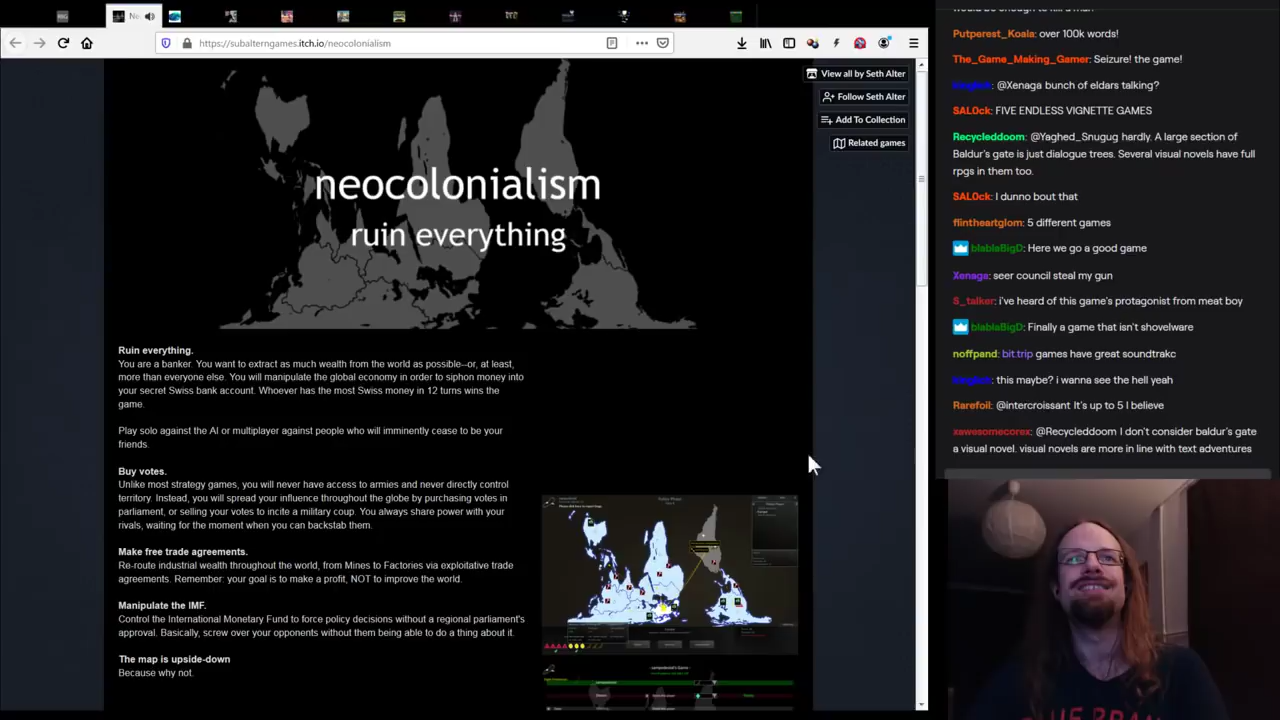 Ne
https://subalterngames.itch.io/neocolonialism
View all by Seth Alter
Follow Seth Alter
Add To Collection
Related games
neocolonialism
ruin everything
Ruin everything.
You are a banker. You want to extract as much wealth from the world as possible--or, at least,
more than everyone else. You will manipulate the global economy in order to siphon money into
your secret Swiss bank account. Whoever has the most Swiss money in 12 turns wins the
game.
Play solo against the AI or multiplayer against people who will imminently cease to be your
friends.
Buy votes.
Unlike most strategy games, you will never have access to armies and never directly control
territory. Instead, you will spread your influence throughout the globe by purchasing votes in
parliament, or selling your votes to incite a military coup. You always share power with your
rivals, waiting for the moment when you can backstab them.
Make free trade agreements.
Re-route industrial wealth throughout the world, from Mines to Factories via exploitative trade
agreements. Remember: your goal is to make a profit, NOT to improve the world.
Manipulate the IMF.
Control the International Monetary Fund to force policy decisions without a regional parliament's
approval. Basically, screw over your opponents without them being able to do a thing about it.
The map is upside-down
Because why not.
would be enough to kill a man
Putperest_Koala: over 100k words!
The_Game_Making_Gamer: Seizure! the game!
@Xenaga bunch of eldars talking?
SAL0ck: FIVE ENDLESS VIGNETTE GAMES
Recycleddoom: @Yaghed_Snugug hardly. A large section of
Baldur's gate is just dialogue trees. Several visual novels have full
rpgs in them too.
SAL0ck: I dunno bout that
flintheartglom: 5 different games
blablaBigD: Here we go a good game
Xenaga: seer council steal my gun
S_talker: i've heard of this game's protagonist from meat boy
blablaBigD: Finally a game that isn't shovelware
noffpand: bit.trip games have great soundtrakc
this maybe? i wanna see the hell yeah
Rarefoil: @intercroissant It's up to 5 I believe
xawesomecorex: @Recycleddoom I don't consider baldur's gate
a visual novel. visual novels are more in line with text adventures